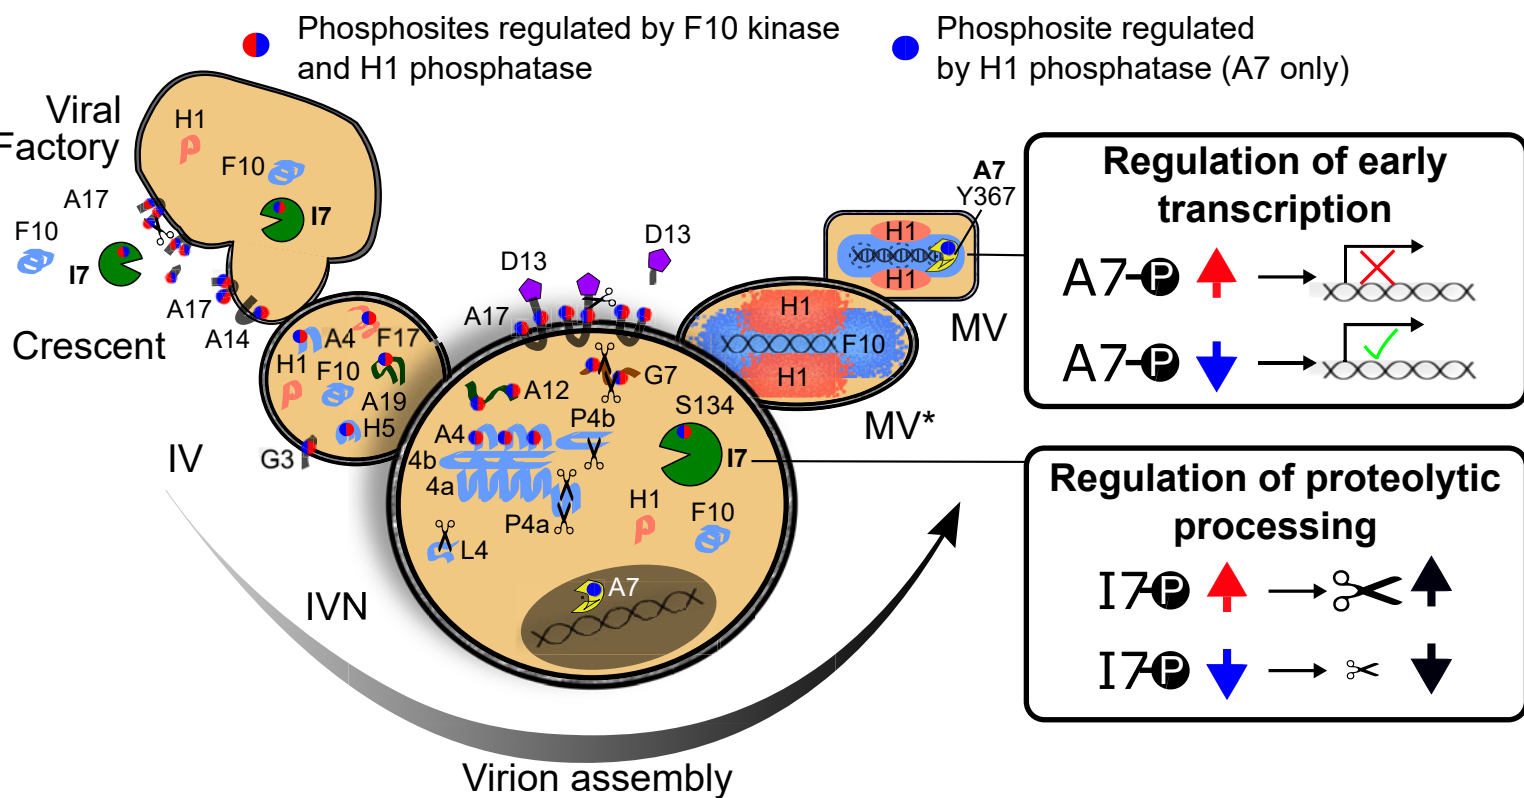 Phosphosites regulated by F10 kinase
and H1 phosphatase
Phosphosite regulated
by H1 phosphatase (A7 only)
Viral
Factory
H1
F10
I7
A17
F10
I7
A17
A14
Crescent
A4
F17
H1
F10
A19
H5
G3
IV
D13
D13
A17
G7
A12
P4b
S134
A4
4b
4a
I7
P4a
H1
F10
L4
A7
IVN
H1
F10
H1
MV*
A7
Y367
H1
H1
MV
Virion assembly
Regulation of early
transcription
A7-P
A7-P
Regulation of proteolytic
processing
I7-P
I7-P